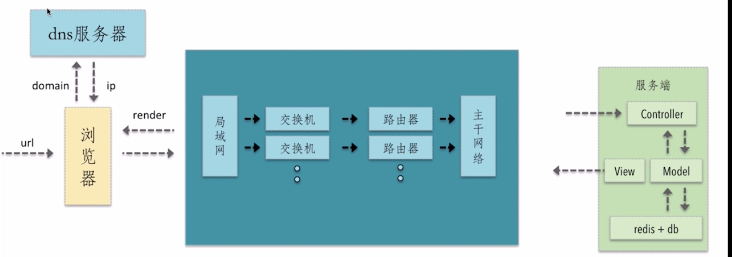 dns服务器
domain
ip
url
浏览器
render
局域网
交换机
路由器
交换机
路由器
主干网络
服务端
Controller
View
Model
redis + db